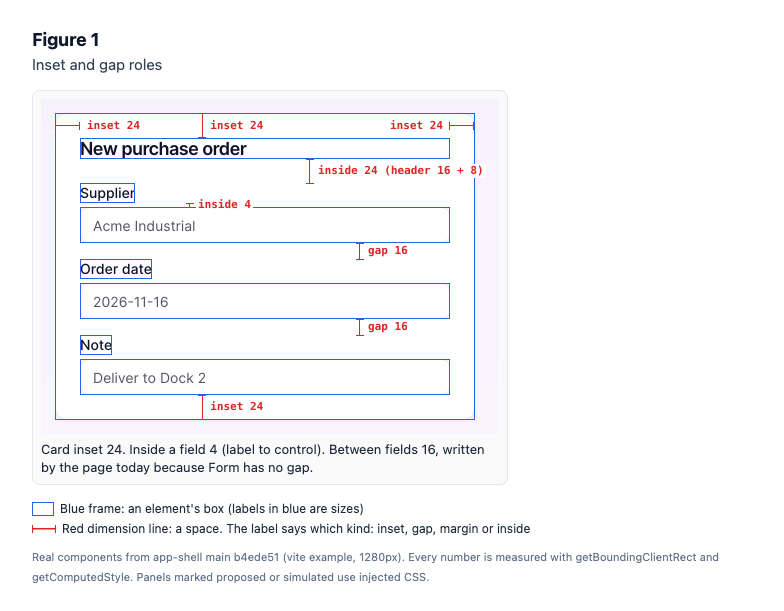 Figure 1
Inset and gap roles
inset 24 inset 24 inset 24
New purchase order
inside 24 (header 16 + 8)
Supplier
inside 4
Acme Industrial
gap 16
Order date
2026-11-16
gap 16
Note
Deliver to Dock 2
inset 24
Card inset 24. Inside a field 4 (label to control). Between fields 16, written
by the page today because Form has no gap.
Blue frame: an element's box (labels in blue are sizes)
Red dimension line: a space. The label says which kind: inset, gap, margin or inside
Real components from app-shell main b4ede51 (vite example, 1280px). Every number is measured with getBoundingClientRect and
getComputedStyle. Panels marked proposed or simulated use injected CSS.